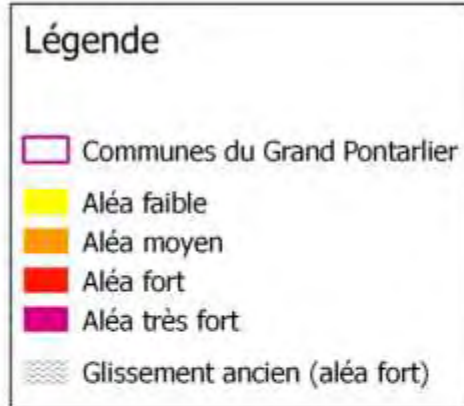 Légende
Communes du Grand Pontarlier
Aléa faible
Aléa moyen
Aléa fort
Aléa très fort
Glissement ancien (aléa fort)